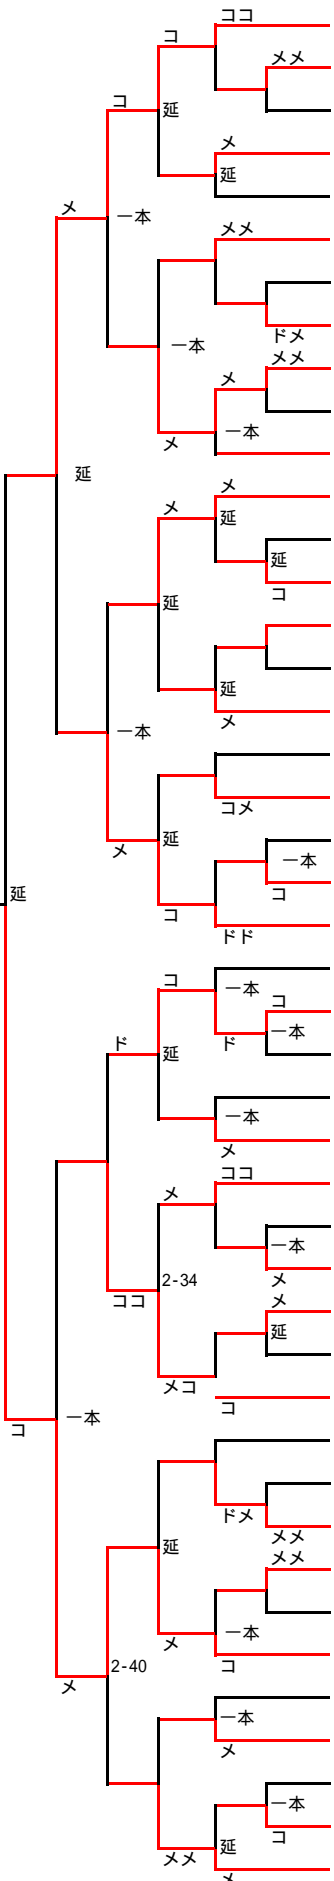 ココ
コ
メメ
コ
延
メ
延
メ
一本
メメ
ドメ
一本
メメ
メ
一本
メ
延
メ
メ
延
延
コ
延
延
メ
一本
コメ
延
メ
一本
コ
延
コ
ドド
コ
一本
コ
ド
一本
ド
延
一本
メ
ココ
メ
一本
2-34
メ
ココ
メ
延
メコ
コ
一本
コ
ドメ
メメ
延
メメ
一本
メ
コ
2-40
メ
一本
メ
一本
コ
延
メメ
メ